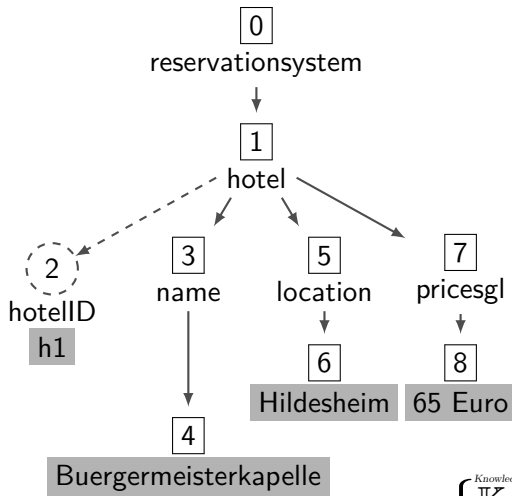 0
reservationsystem
1
hotel
2
hotelID
h1
3
name
5
location
7
pricesgl
6
Hildesheim
8
65 Euro
4
Buergermeisterkapelle